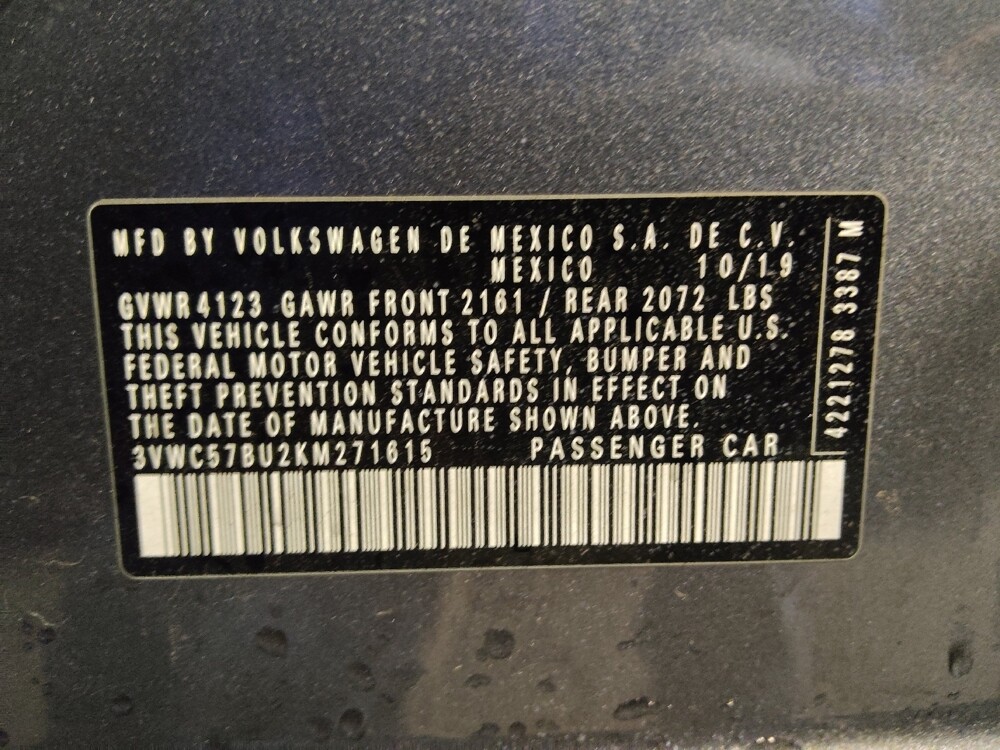 MFD BY VOLKSWAGEN DE MEXICO S.A. DE C.V.
MEXICO 10/19
GVWR 4123 GAWR FRONT 2161 / REAR 2072 LBS
THIS VEHICLE CONFORMS TO ALL APPLICABLE U.S.
FEDERAL MOTOR VEHICLE SAFETY, BUMPER AND
THEFT PREVENTION STANDARDS IN EFFECT ON
THE DATE OF MANUFACTURE SHOWN ABOVE.
3VWC57BU2KM271615 PASSENGER CAR
4221278 3387 M